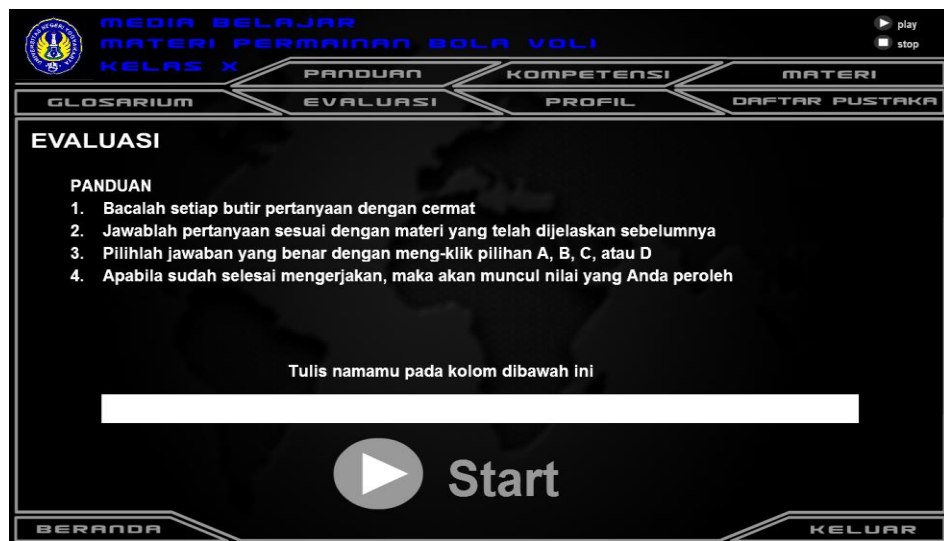 MEDIA BELAJAR
MATERI PERMAINAN BOLA VOLI
KELAS X
play
stop
PANDUAN
KOMPETENSI
MATERI
GLOSARIUM
EVALUASI
PROFIL
DAFTAR PUSTAKA
EVALUASI
PANDUAN
1. Bacalah setiap butir pertanyaan dengan cermat
2. Jawablah pertanyaan sesuai dengan materi yang telah dijelaskan sebelumnya
3. Pilihlah jawaban yang benar dengan meng-klik pilihan A, B, C, atau D
4. Apabila sudah selesai mengerjakan, maka akan muncul nilai yang Anda peroleh
Tulis namamu pada kolom dibawah ini
Start
BERANDA
KELUAR